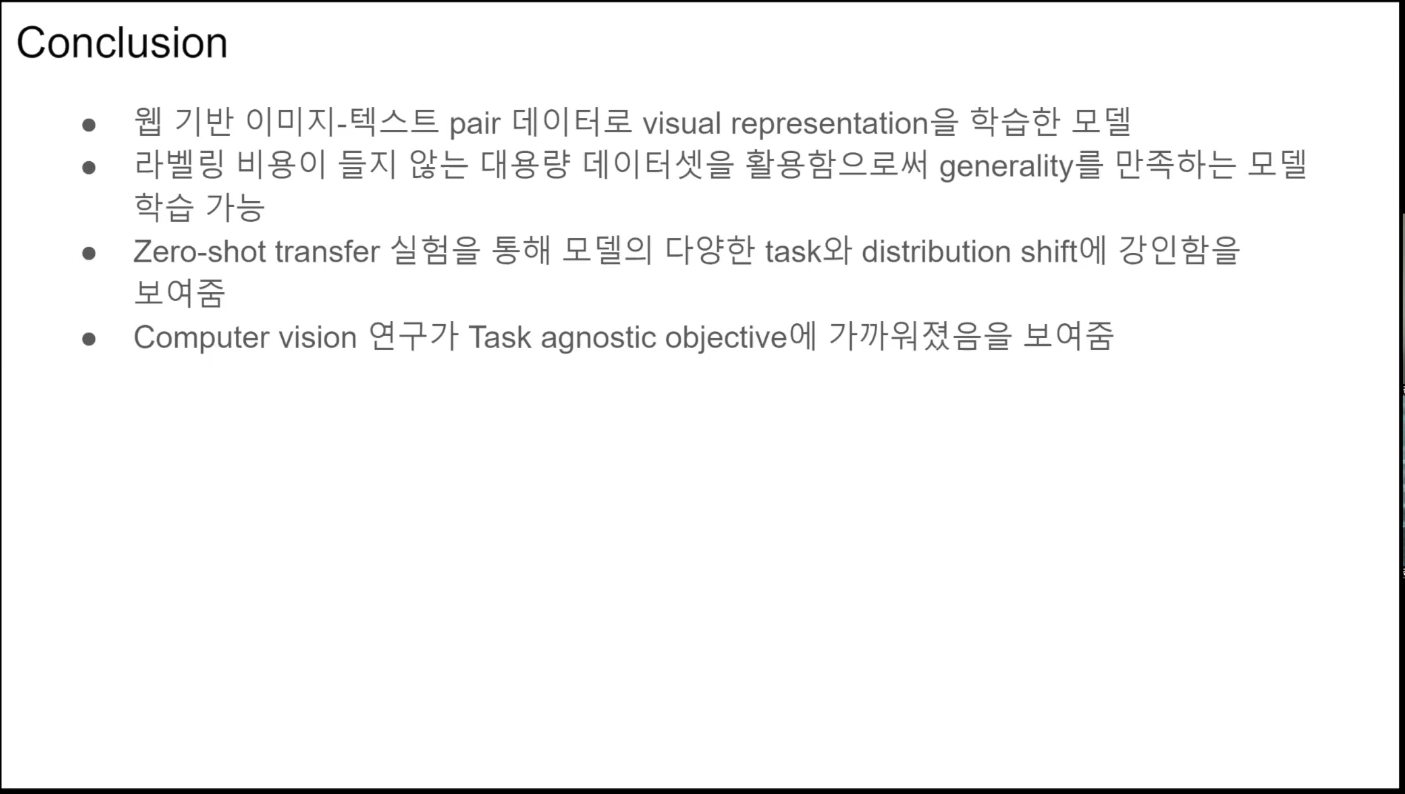 Conclusion
● 웹 기반 이미지-텍스트 pair 데이터로 visual representation을 학습한 모델
● 라벨링 비용이 들지 않는 대용량 데이터셋을 활용함으로써 generality를 만족하는 모델
학습 가능
● Zero-shot transfer 실험을 통해 모델의 다양한 task와 distribution shift에 강인함을
보여줌
● Computer vision 연구가 Task agnostic objective에 가까워졌음을 보여줌